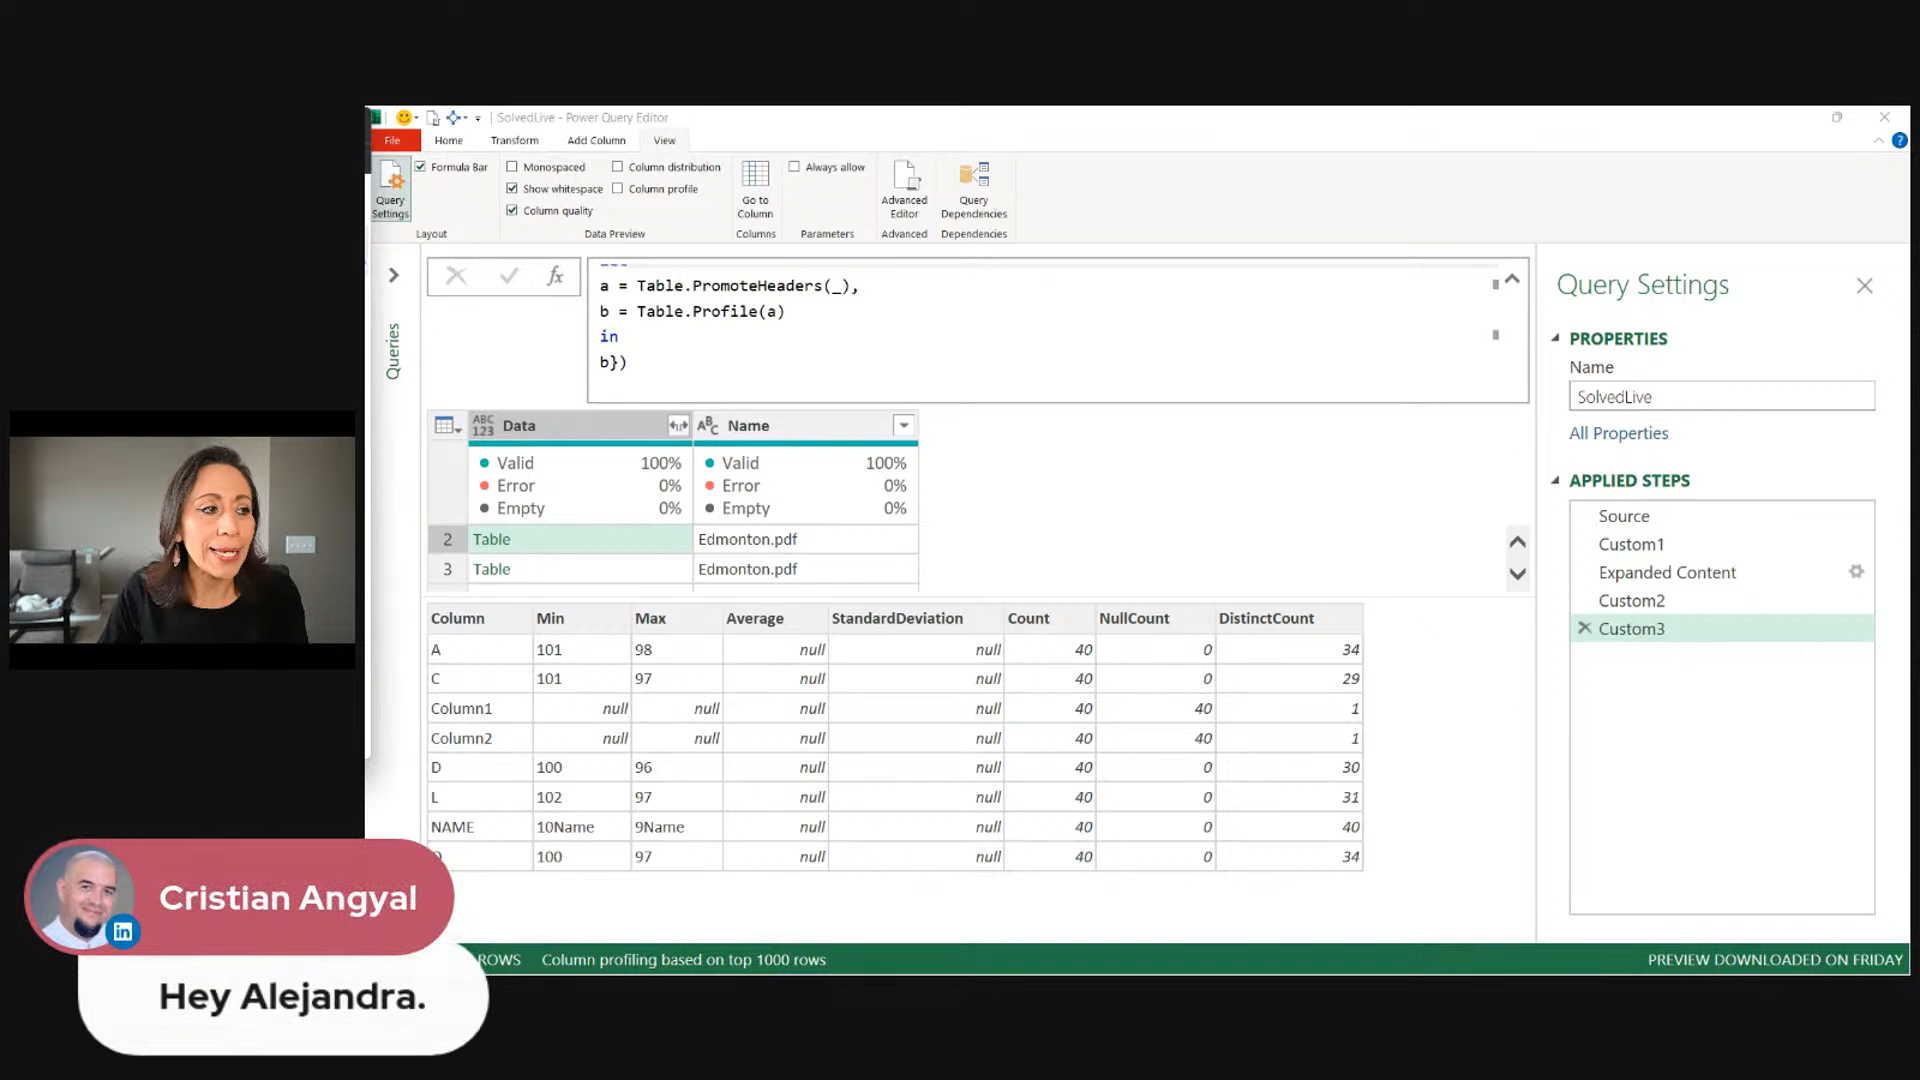 SolvedLive - Power Query Editor
File Home Transform Add Column View
Query Settings
Formula Bar
Layout
Monospaced
Show whitespace
Column quality
Column distribution
Column profile
Data Preview
Go to Column
Columns
Always allow
Parameters
Advanced Editor
Advanced
Query Dependencies
Dependencies
Queries
fx
a = Table.PromoteHeaders(_),
b = Table.Profile(a)
in
b})
ABC 123 Data ABC Name
Valid 100% Valid 100%
Error 0% Error 0%
Empty 0% Empty 0%
2 Table Edmonton.pdf
3 Table Edmonton.pdf
Column Min Max Average StandardDeviation Count NullCount DistinctCount
A 101 98 null null 40 0 34
C 101 97 null null 40 0 29
Column1 null null null null 40 40 1
Column2 null null null null 40 40 1
D 100 96 null null 40 0 30
L 102 97 null null 40 0 31
NAME 10Name 9Name null null 40 0 40
100 97 null null 40 0 34
Query Settings
PROPERTIES
Name
SolvedLive
All Properties
APPLIED STEPS
Source
Custom1
Expanded Content
Custom2
Custom3
ROWS Column profiling based on top 1000 rows
PREVIEW DOWNLOADED ON FRIDAY
Cristian Angyal
in
Hey Alejandra.